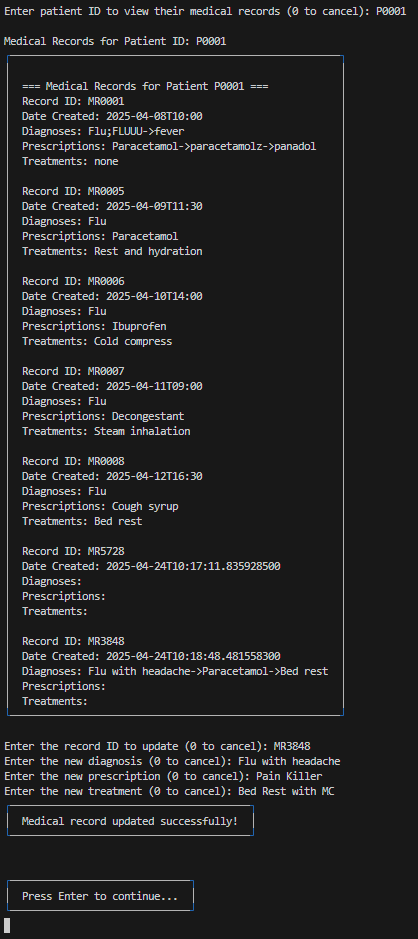 Enter patient ID to view their medical records (0 to cancel): P0001
Medical Records for Patient ID: P0001
=== Medical Records for Patient P0001 ===
Record ID: MR0001
Date Created: 2025-04-08T10:00
Diagnoses: Flu;FLUUU->fever
Prescriptions: Paracetamol->paracetamolz->panadol
Treatments: none
Record ID: MR0005
Date Created: 2025-04-09T11:30
Diagnoses: Flu
Prescriptions: Paracetamol
Treatments: Rest and hydration
Record ID: MR0006
Date Created: 2025-04-10T14:00
Diagnoses: Flu
Prescriptions: Ibuprofen
Treatments: Cold compress
Record ID: MR0007
Date Created: 2025-04-11T09:00
Diagnoses: Flu
Prescriptions: Decongestant
Treatments: Steam inhalation
Record ID: MR0008
Date Created: 2025-04-12T16:30
Diagnoses: Flu
Prescriptions: Cough syrup
Treatments: Bed rest
Record ID: MR5728
Date Created: 2025-04-24T10:17:11.835928500
Diagnoses:
Prescriptions:
Treatments:
Record ID: MR3848
Date Created: 2025-04-24T10:18:48.481558300
Diagnoses: Flu with headache->Paracetamol->Bed rest
Prescriptions:
Treatments:
Enter the record ID to update (0 to cancel): MR3848
Enter the new diagnosis (0 to cancel): Flu with headache
Enter the new prescription (0 to cancel): Pain Killer
Enter the new treatment (0 to cancel): Bed Rest with MC
Medical record updated successfully!
Press Enter to continue...